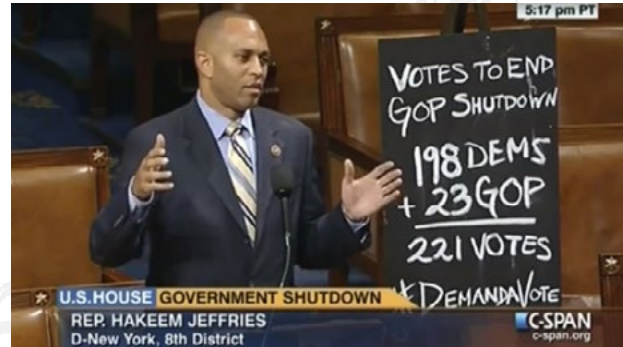 5:17 pm PT
VOTES TO END
GOP SHUTDOWN
198 DEMS
+ 23 GOP
221 VOTES
#DEMANDAVOTE
U.S.HOUSE GOVERNMENT SHUTDOWN
REP. HAKEEM JEFFRIES
D-New York, 8th District
C-SPAN
c-span.org